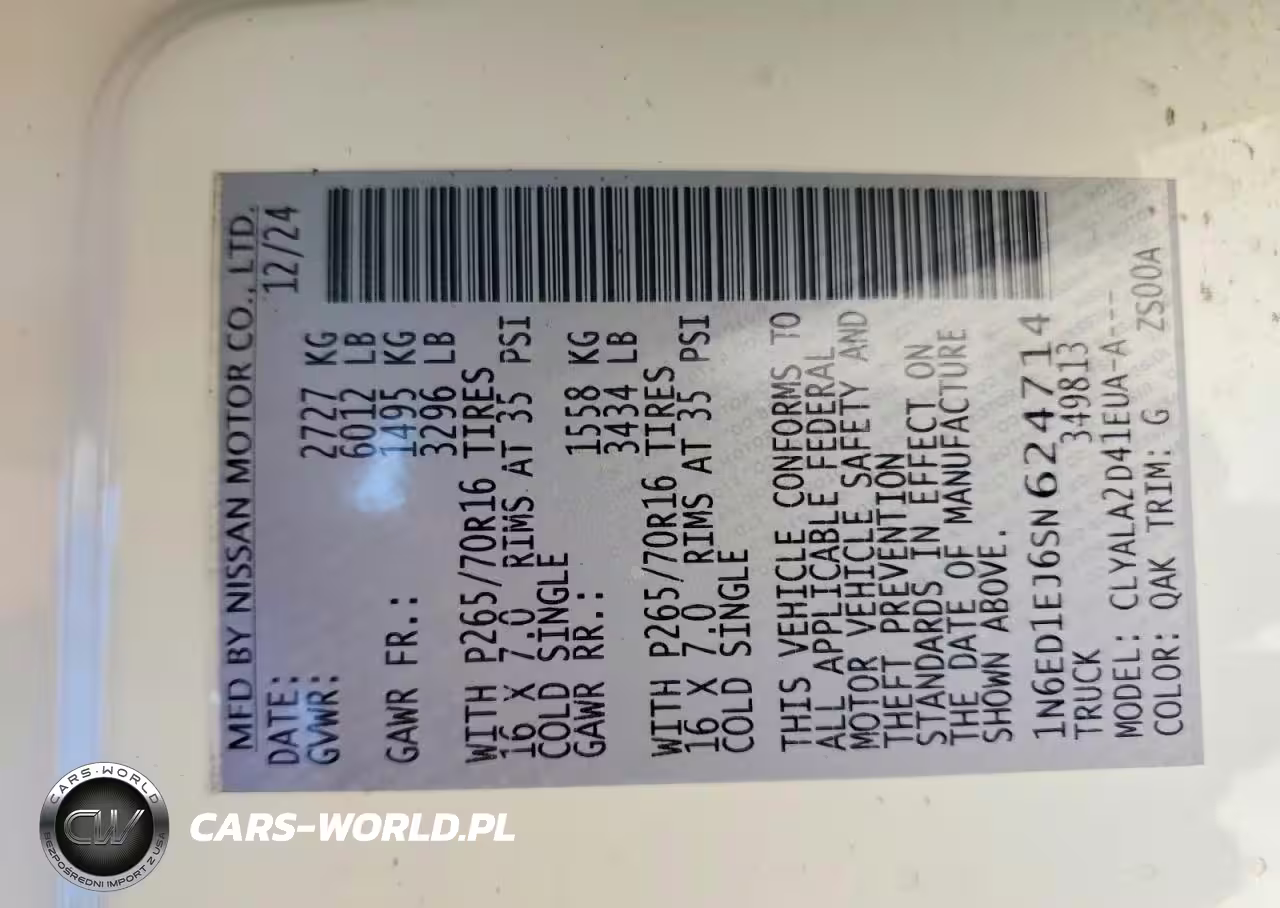 MFD BY NISSAN MOTOR CO., LTD.
DATE: 12/24
GVWR: 2727 KG
6012 LB
GAWR FR.: 1495 KG
3296 LB
WITH P265/70R16 TIRES
16 X 7.0 RIMS AT 35 PSI
COLD SINGLE
GAWR RR.: 1558 KG
3434 LB
WITH P265/70R16 TIRES
16 X 7.0 RIMS AT 35 PSI
COLD SINGLE
THIS VEHICLE CONFORMS TO
ALL APPLICABLE FEDERAL
MOTOR VEHICLE SAFETY AND
THEFT PREVENTION
STANDARDS IN EFFECT ON
THE DATE OF MANUFACTURE
SHOWN ABOVE.
1N6ED1EJ6SN624714
TRUCK 349813
MODEL: CLYALA2D41EUA-A---
COLOR: QAK TRIM: G ZS00A
CARS-WORLD
CW
BEZPOŚREDNI IMPORT Z USA
CARS-WORLD.PL